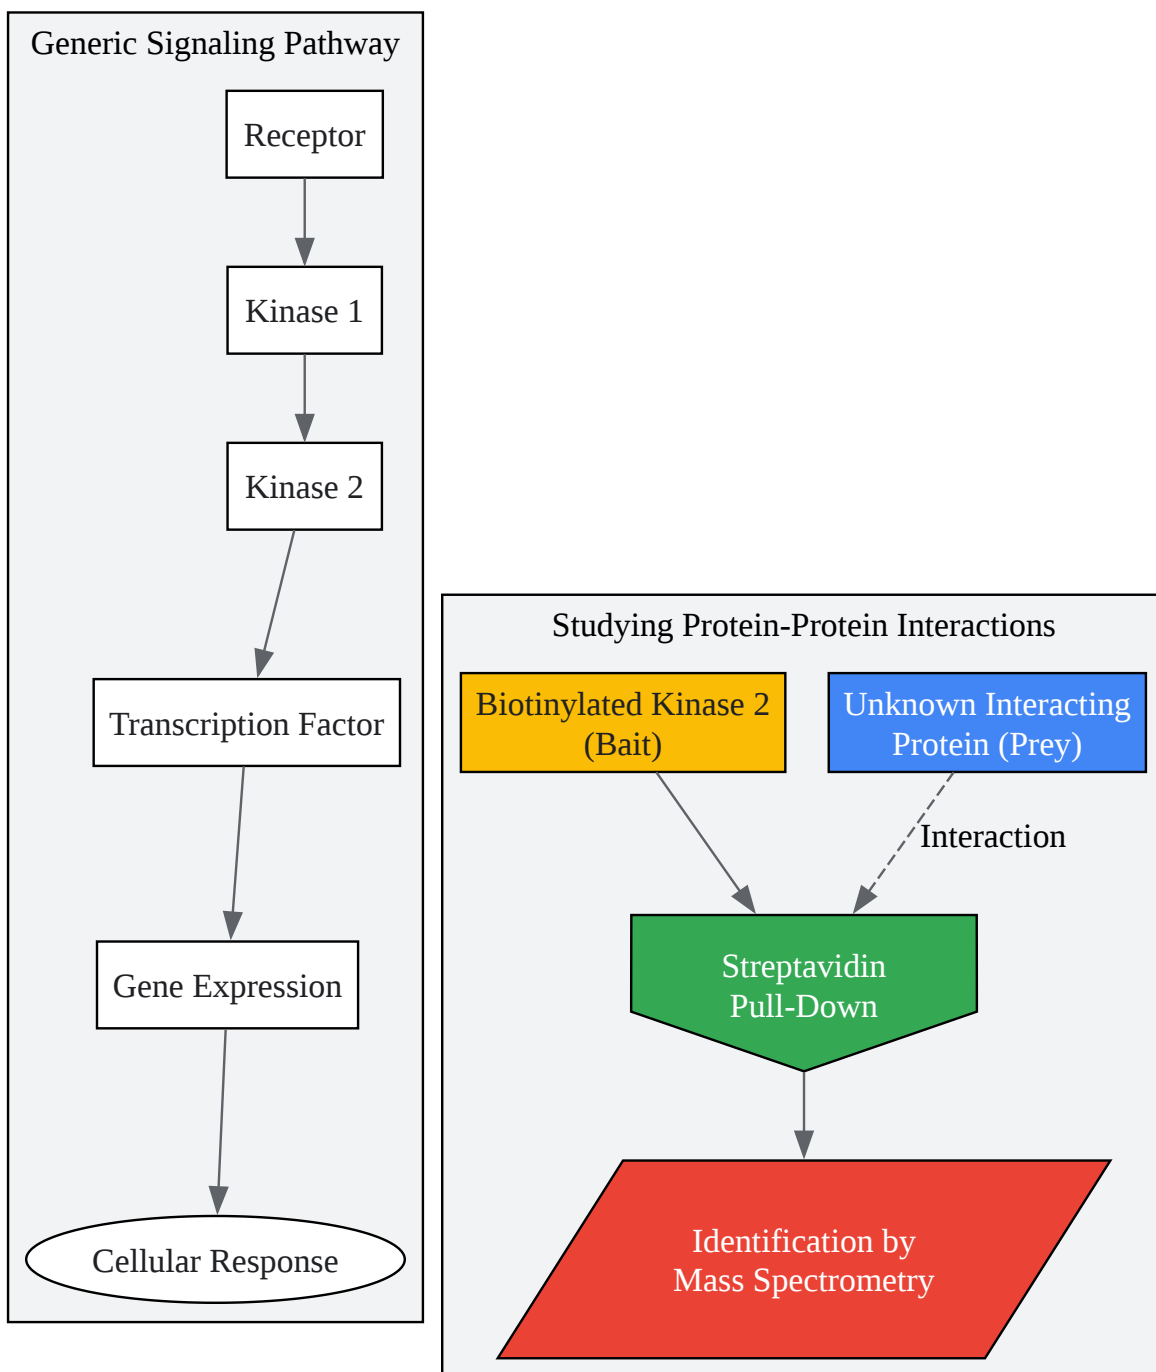 Generic Signaling Pathway
Receptor
Kinase 1
Kinase 2
Transcription Factor
Gene Expression
Cellular Response
Studying Protein-Protein Interactions
Biotinylated Kinase 2
(Bait)
Unknown Interacting
Protein (Prey)
Interaction
Streptavidin
Pull-Down
Identification by
Mass Spectrometry